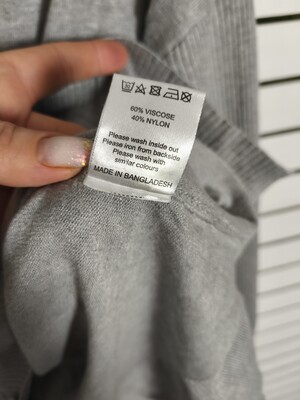 60% VISCOSE
40% NYLON
Please wash inside out
Please iron from backside
Please wash with
similar colours
MADE IN BANGLADESH